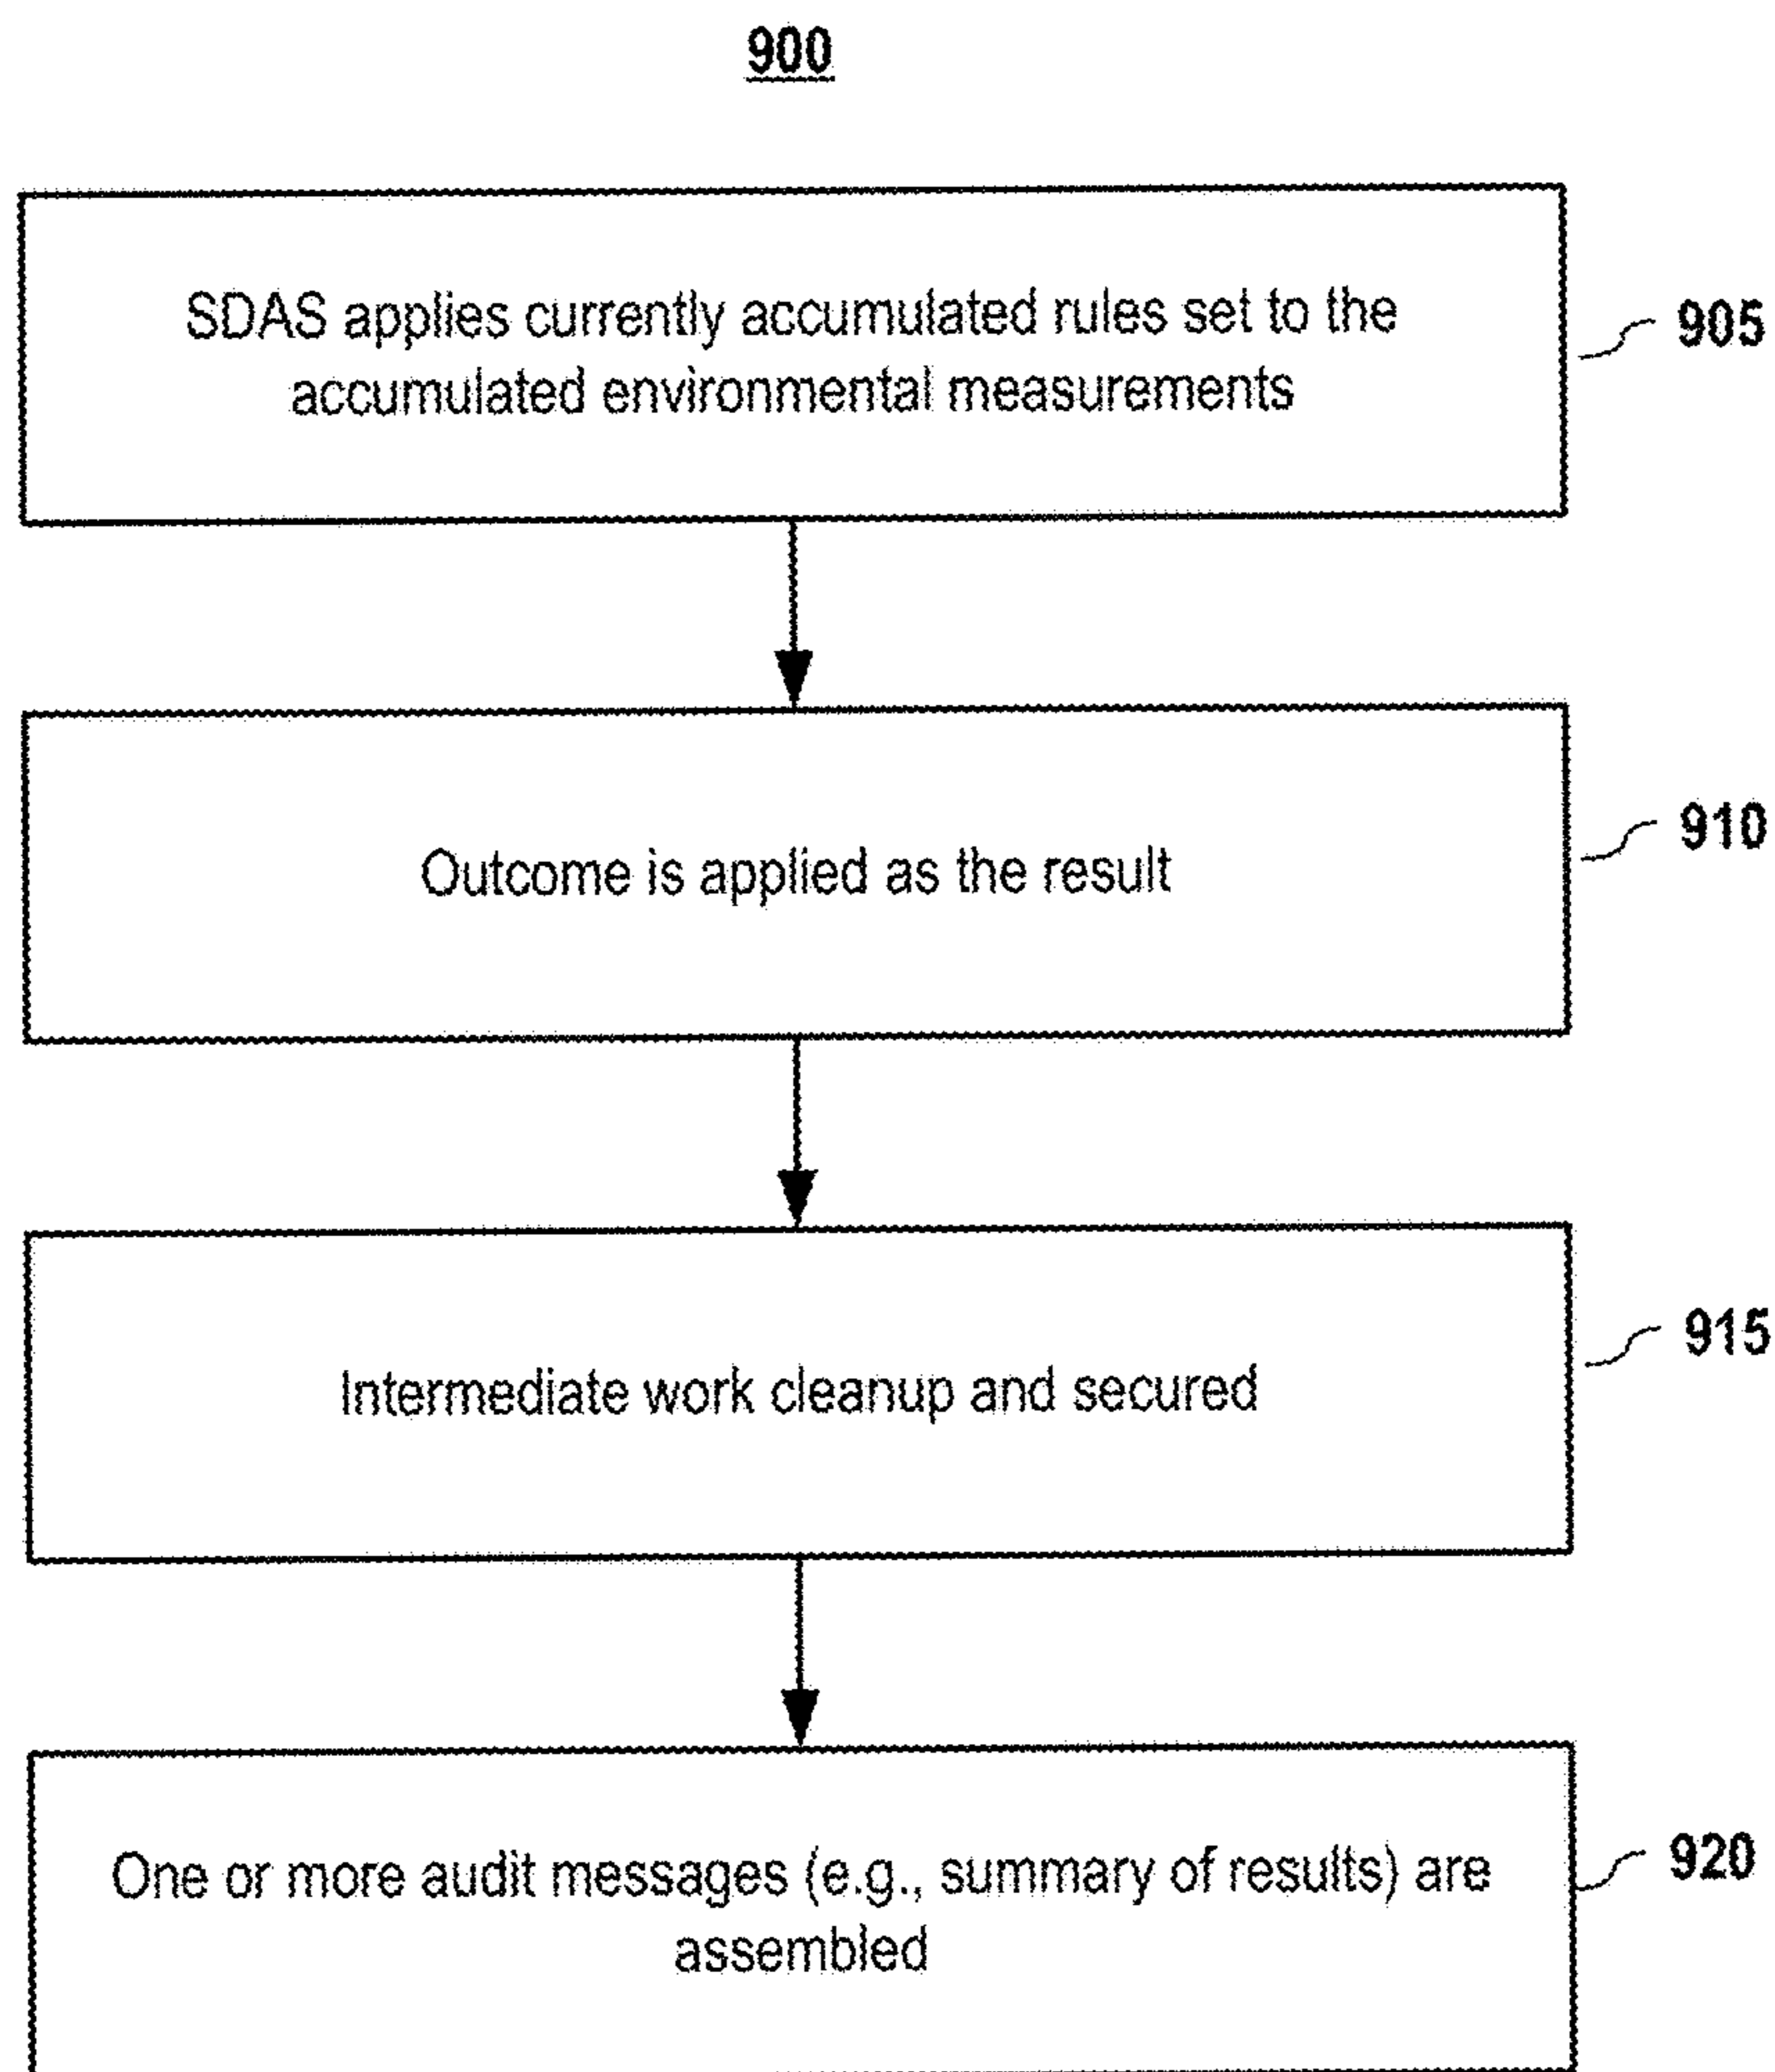 900
SDAS applies currently accumulated rules set to the
accumulated environmental measurements
905
Outcome is applied as the result
910
Intermediate work cleanup and secured
915
One or more audit messages (e.g., summary of results) are
assembled
920